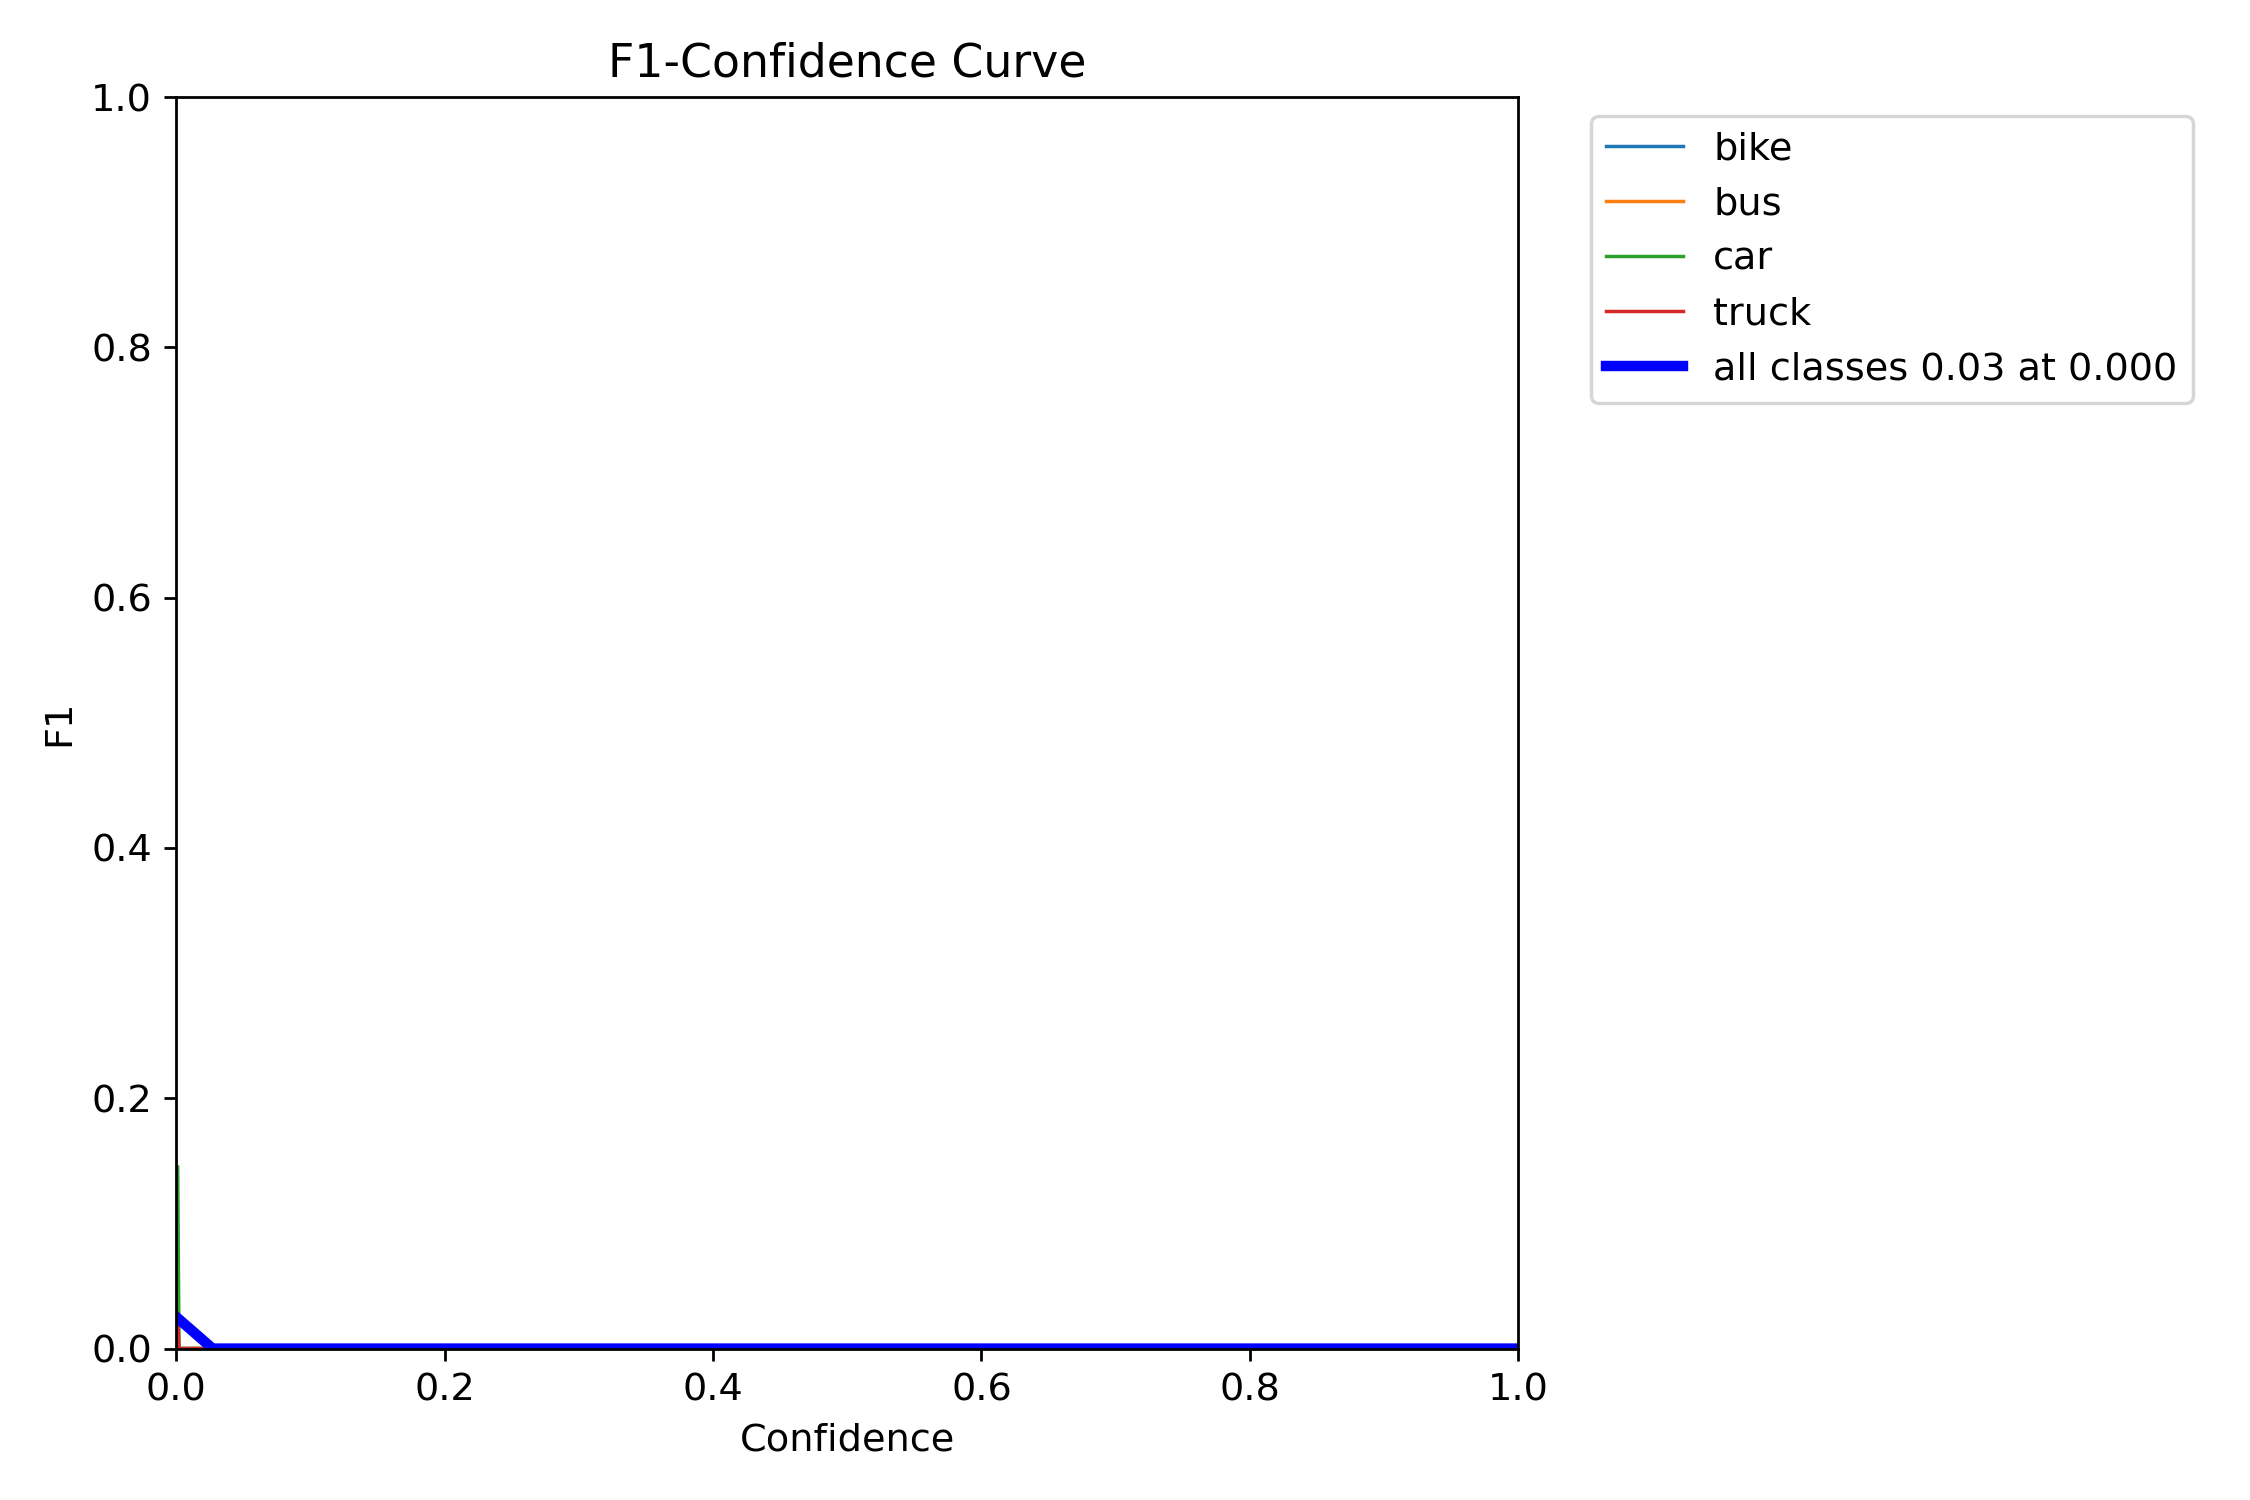 F1-Confidence Curve
1.0
0.8
0.6
0.4
0.2
0.0
F1
0.0 0.2 0.4 0.6 0.8 1.0
Confidence
bike
bus
car
truck
all classes 0.03 at 0.000